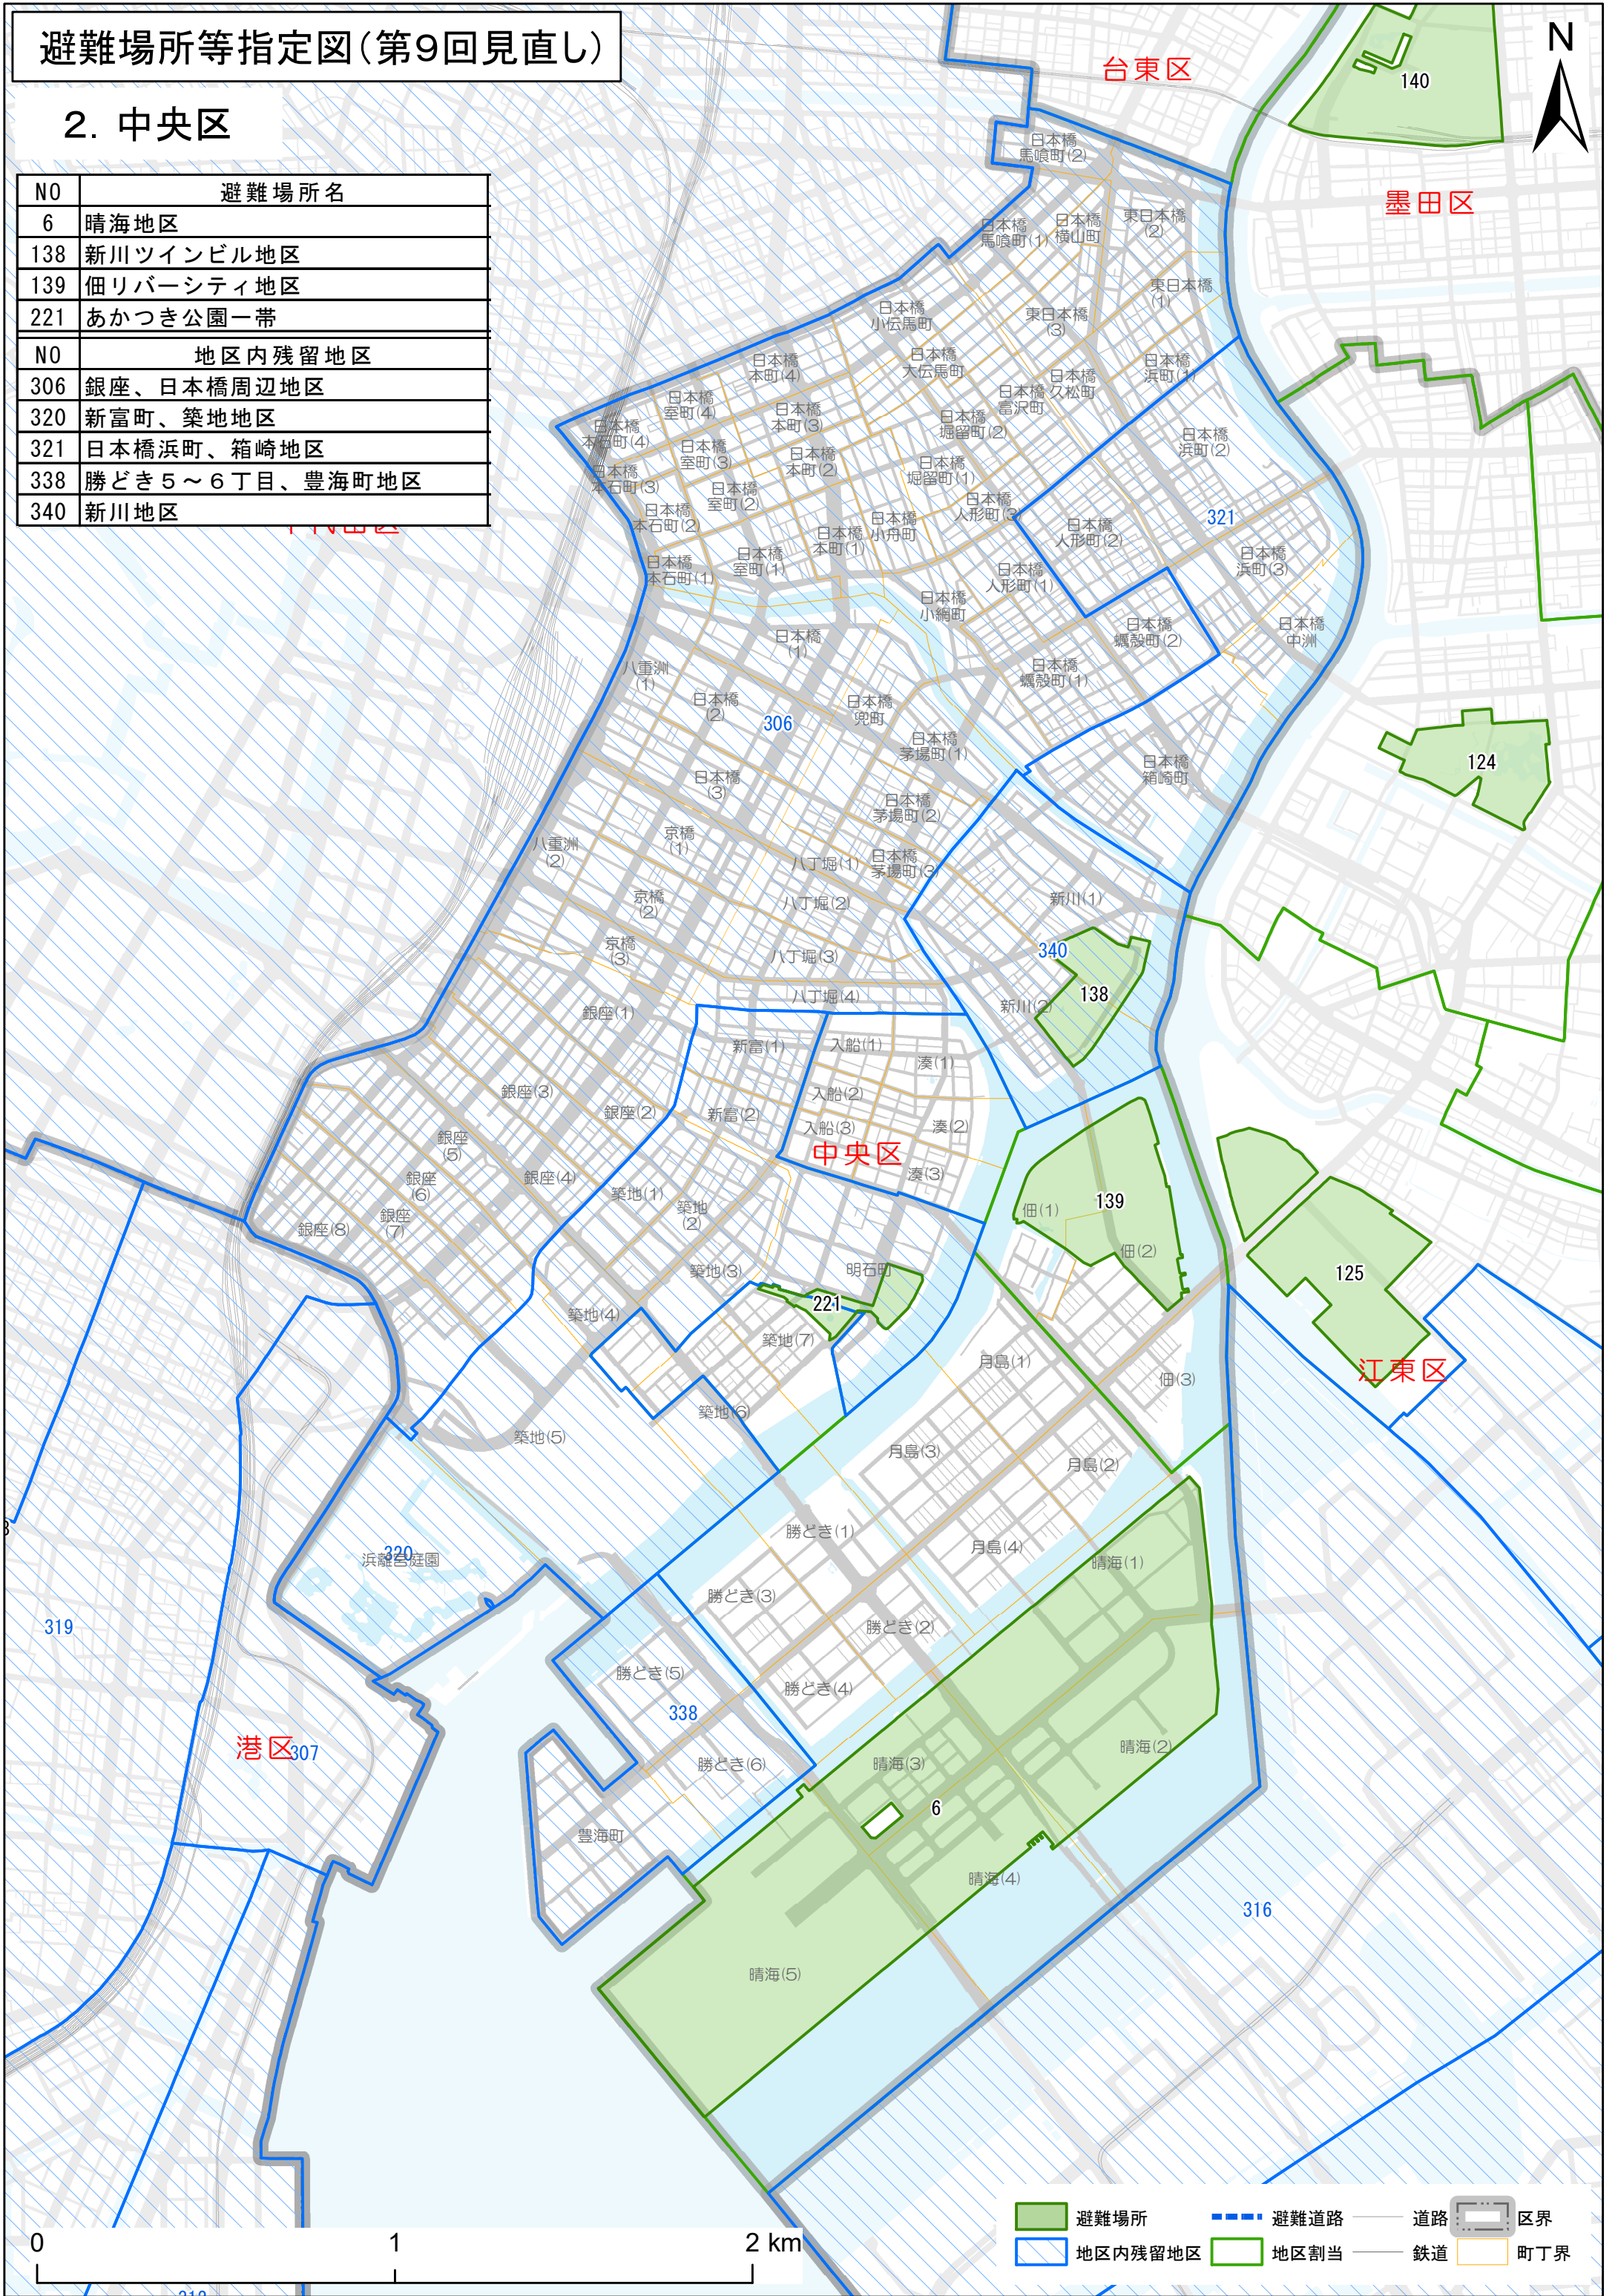 避難場所等指定図(第9回見直し)
2. 中央区
N0 避難場所名
6 晴海地区
138 新川ツインビル地区
139 佃リバーシティ地区
221 あかつき公園一帯
N0 地区内残留地区
306 銀座、日本橋周辺地区
320 新富町、築地地区
321 日本橋浜町、箱崎地区
338 勝どき5~6丁目、豊海町地区
340 新川地区
N
台東区
140
墨田区
日本橋
馬喰町(2)
日本橋
馬喰町(1)
日本橋
横山町
東日本橋
(2)
東日本橋
(1)
東日本橋
(3)
日本橋
小伝馬町
日本橋
大伝馬町
日本橋
本町(4)
日本橋
室町(4)
日本橋
本町(3)
日本橋
富沢町
日本橋
久松町
日本橋
浜町(1)
日本橋
堀留町(2)
日本橋
本石町(4)
日本橋
室町(3)
日本橋
本町(2)
日本橋
堀留町(1)
日本橋
浜町(2)
日本橋
本石町(3)
日本橋
室町(2)
日本橋
本石町(2)
日本橋
本町(1)
日本橋
小舟町
日本橋
人形町(3)
日本橋
人形町(2)
321
日本橋
浜町(3)
日本橋
本石町(1)
日本橋
室町(1)
日本橋
人形町(1)
日本橋
小網町
日本橋
蛎殻町(2)
日本橋
中洲
日本橋
(1)
八重洲
(1)
日本橋
蛎殻町(1)
日本橋
(2)
306
日本橋
兜町
日本橋
茅場町(1)
日本橋
箱崎町
124
日本橋
(3)
日本橋
茅場町(2)
八重洲
(2)
京橋
(1)
八丁堀(1)
日本橋
茅場町(3)
新川(1)
京橋
(2)
八丁堀(2)
京橋
(3)
八丁堀(3)
340
138
八丁堀(4)
新川(2)
銀座(1)
新富(1)
入船(1)
湊(1)
銀座(3)
銀座(2)
新富(2)
入船(2)
入船(3)
湊(2)
中央区
銀座
(5)
銀座(4)
湊(3)
銀座
(6)
築地(1)
築地
(2)
佃(1)
139
銀座
(7)
銀座(8)
佃(2)
築地(3)
明石町
125
221
築地(4)
築地(7)
月島(1)
佃(3)
江東区
築地(6)
築地(5)
月島(3)
月島(2)
勝どき(1)
月島(4)
晴海(1)
320
浜離宮庭園
勝どき(3)
勝どき(2)
319
勝どき(5)
勝どき(4)
338
港区
307
勝どき(6)
晴海(3)
晴海(2)
6
豊海町
晴海(4)
316
晴海(5)
0 1 2 km
避難場所 避難道路 道路 区界
地区内残留地区 地区割当 鉄道 町丁界